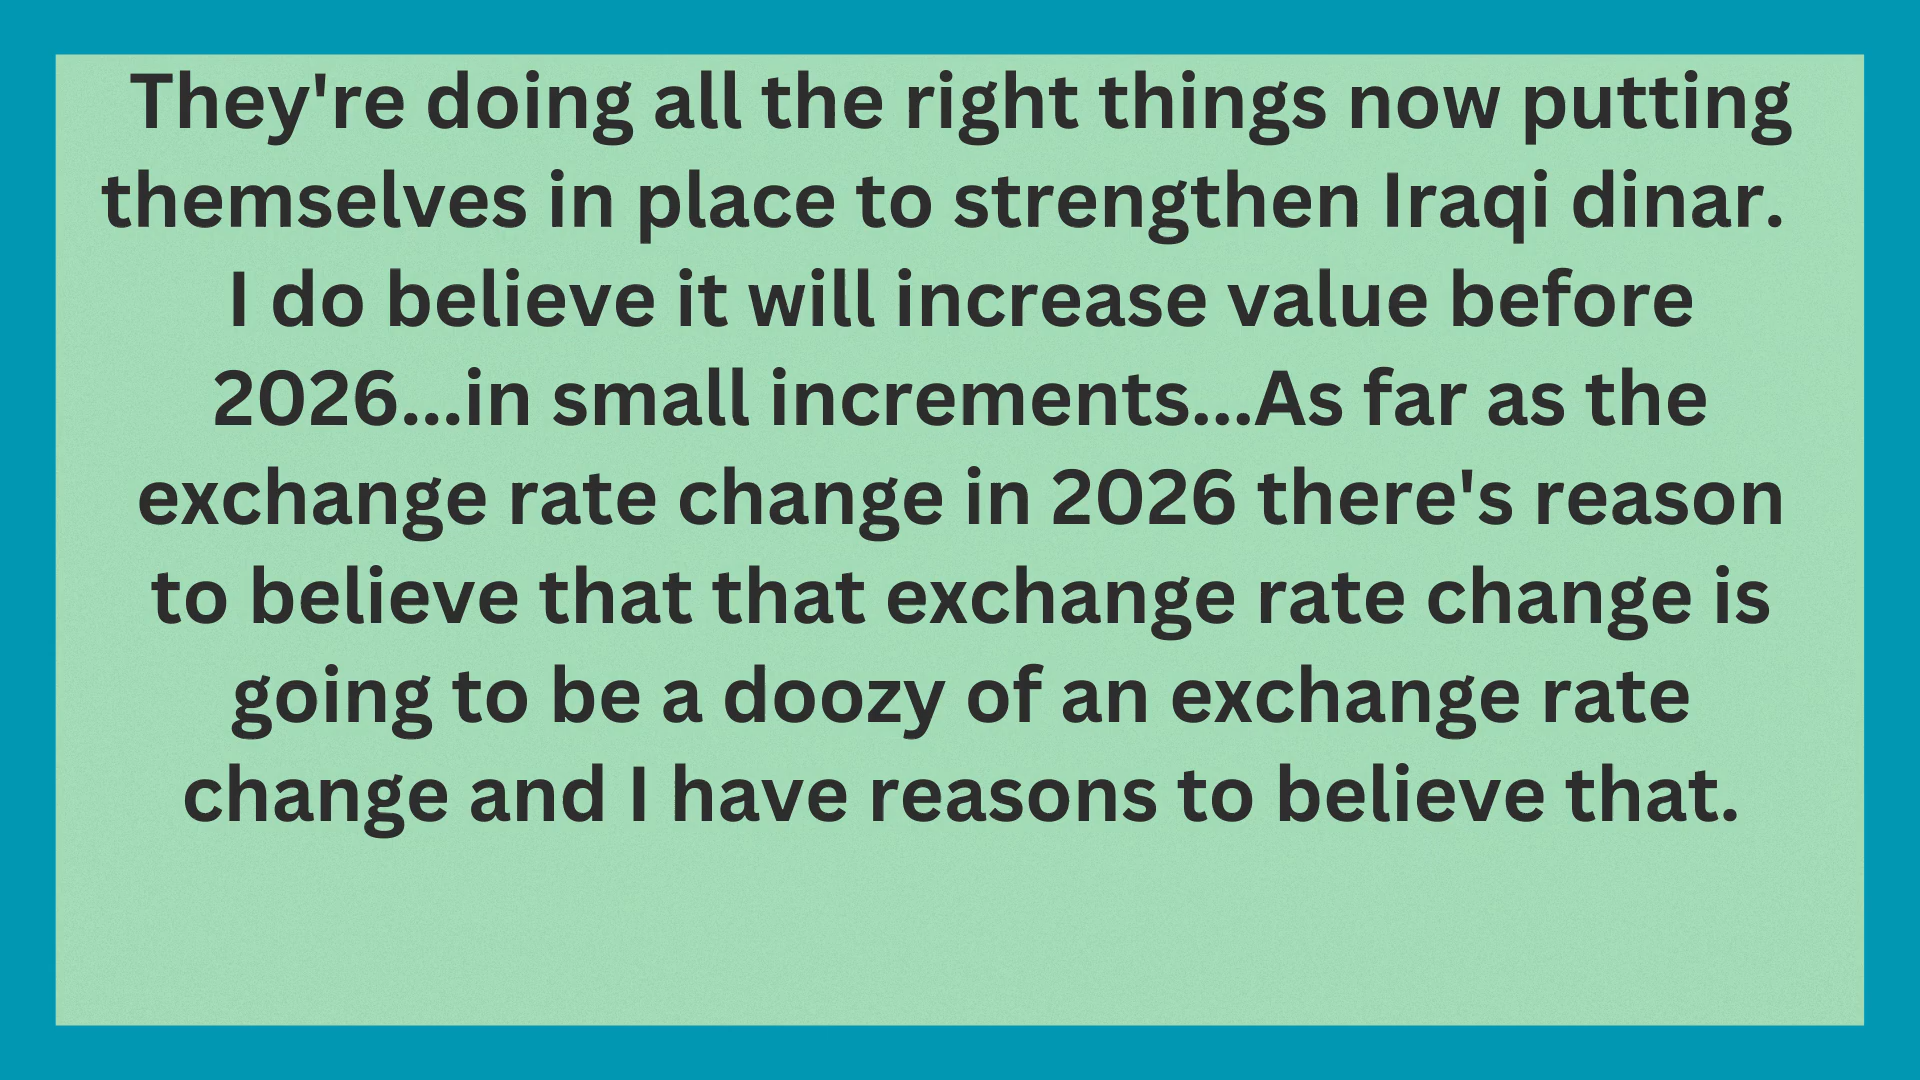 They're doing all the right things now putting
themselves in place to strengthen Iraqi dinar.
I do believe it will increase value before
2026...in small increments...As far as the
exchange rate change in 2026 there's reason
to believe that that exchange rate change is
going to be a doozy of an exchange rate
change and I have reasons to believe that.